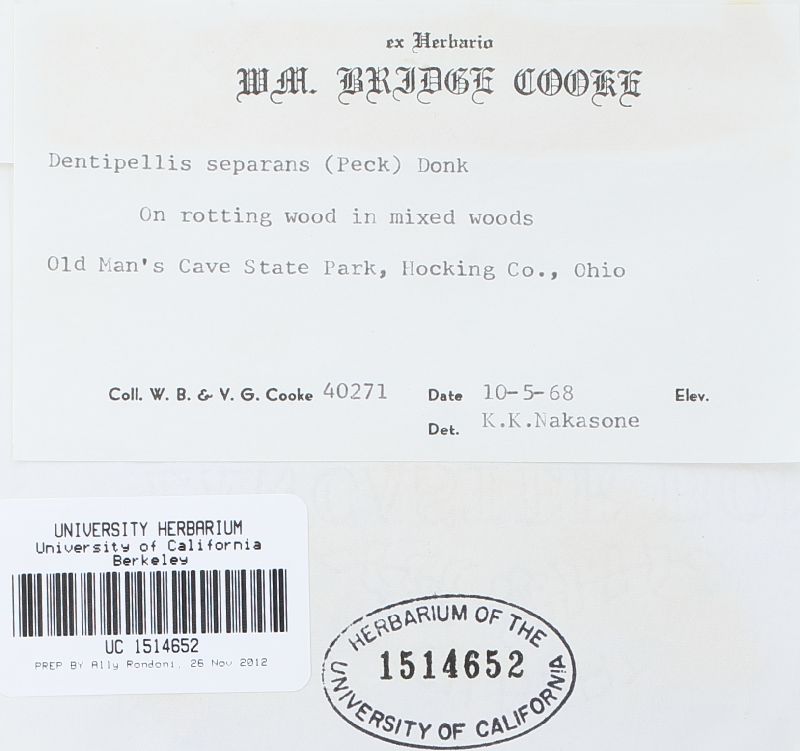 ex Herbario
WM. BRIDGE COOKE
Dentipellis separans (Peck) Donk
On rotting wood in mixed woods
Old Man's Cave State Park, Hocking Co., Ohio
Coll. W. B. & V. G. Cooke 40271 Date 10-5-68 Elev.
Det. K.K.Nakasone
UNIVERSITY HERBARIUM
University of California
Berkeley
UC 1514652
PREP BY Ally Rondoni, 26 Nov 2012
HERBARIUM OF THE
1514652
UNIVERSITY OF CALIFORNIA